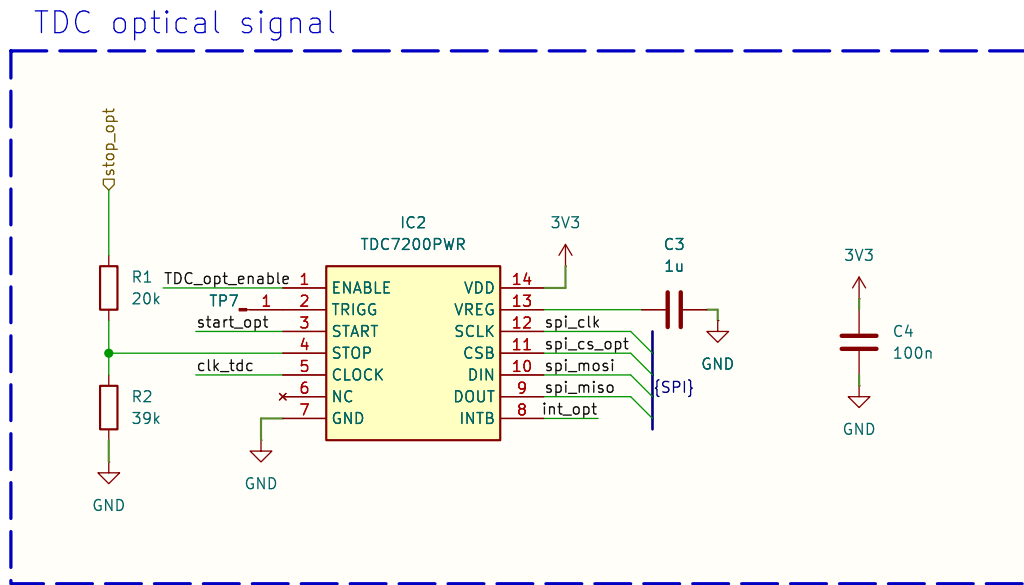 TDC optical signal
stop_opt
R1
20k
R2
39k
GND
TDC_opt_enable
TP7
1
start_opt
clk_tdc
IC2
TDC7200PWR
1 ENABLE
2 TRIGG
3 START
4 STOP
5 CLOCK
6 NC
7 GND
VDD 14
VREG 13
SCLK 12
CSB 11
DIN 10
DOUT 9
INTB 8
GND
3V3
C3
1u
GND
spi_clk
spi_cs_opt
spi_mosi
spi_miso
int_opt
{SPI}
3V3
C4
100n
GND